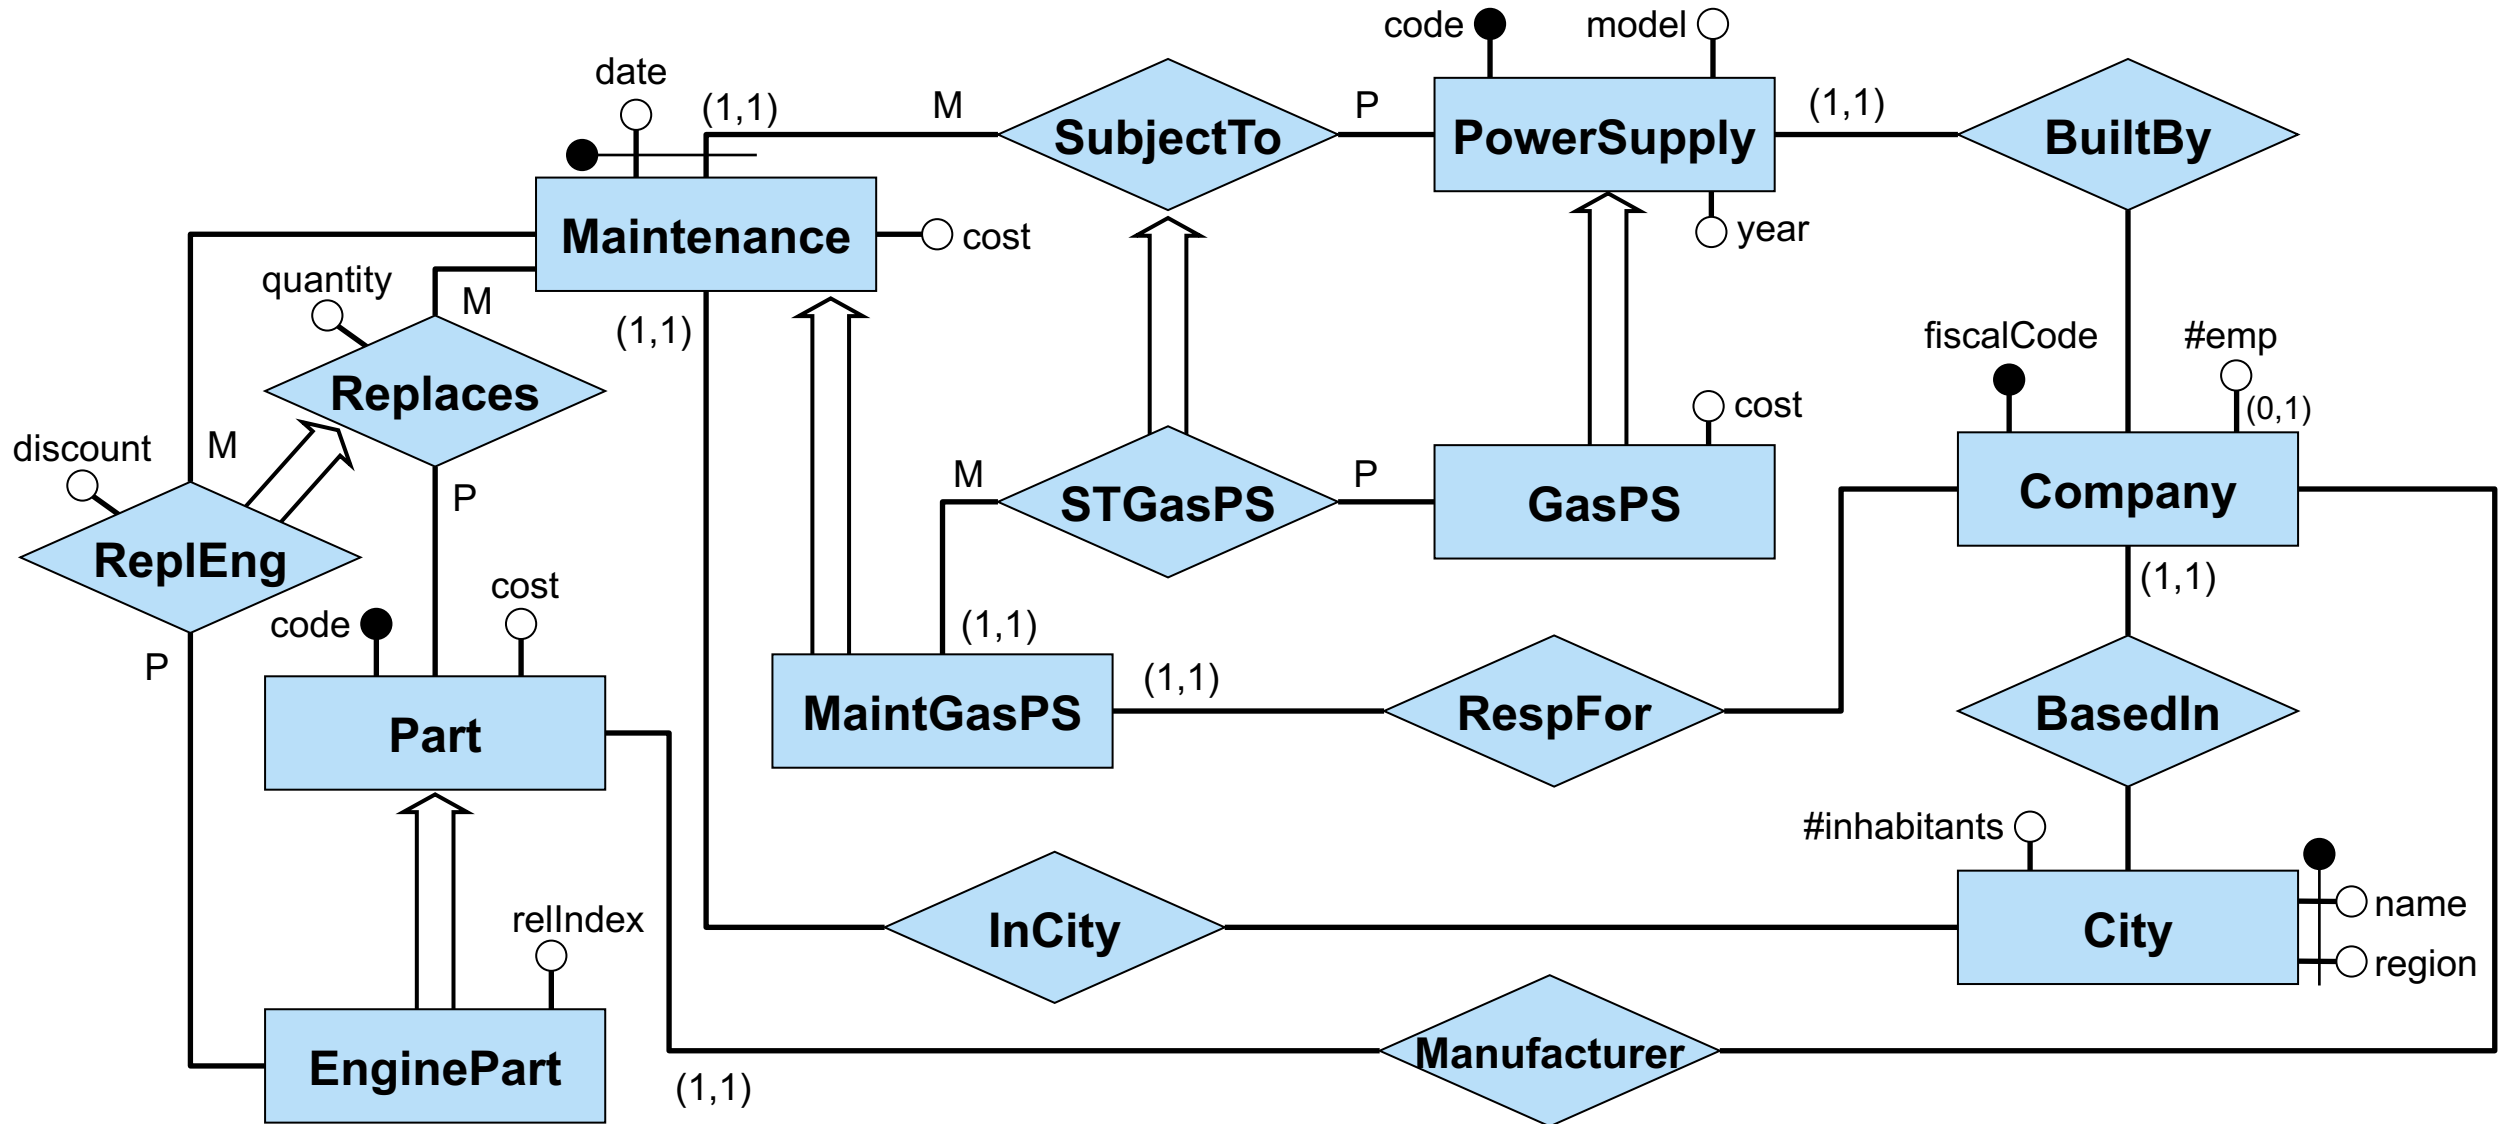 code
model
date
(1,1)
M
P
(1,1)
SubjectTo
PowerSupply
BuiltBy
Maintenance
cost
year
quantity
M
(1,1)
fiscalCode
#emp
(0,1)
Replaces
cost
discount
M
M
P
P
STGasPS
GasPS
Company
ReplEng
cost
code
(1,1)
(1,1)
P
(1,1)
Part
MaintGasPS
RespFor
BasedIn
#inhabitants
relIndex
InCity
City
name
region
EnginePart
Manufacturer
(1,1)